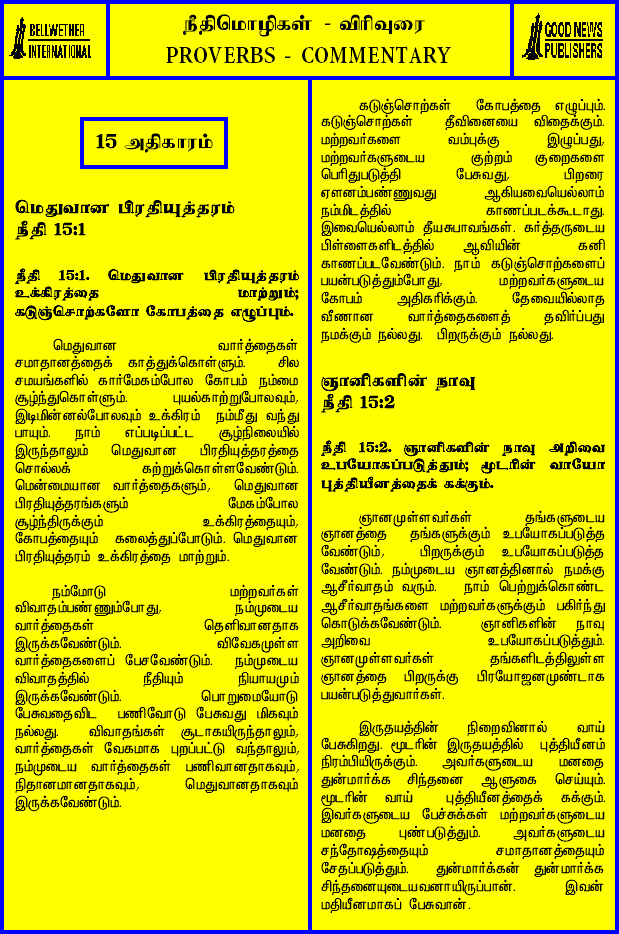 BELLWETHER
INTERNATIONAL
நீதிமொழிகள் - விரிவுரை
PROVERBS - COMMENTARY
GOOD NEWS
PUBLISHERS
15 அதிகாரம்
மெதுவான பிரதியுத்தரம்
நீதி 15:1
நீதி 15:1. மெதுவான பிரதியுத்தரம்
உக்கிரத்தை மாற்றும்;
கடுஞ்சொற்களோ கோபத்தை எழுப்பும்.
மெதுவான வார்த்தைகள்
சமாதானத்தைக் காத்துக்கொள்ளும். சில
சமயங்களில் கார்மேகம்போல கோபம் நம்மை
சூழ்ந்துகொள்ளும். புயல்காற்றுபோலவும்,
இடிமின்னல்போலவும் உக்கிரம் நம்மீது வந்து
பாயும். நாம் எப்படிப்பட்ட சூழ்நிலையில்
இருந்தாலும் மெதுவான பிரதியுத்தரத்தை
சொல்லக் கற்றுக்கொள்ளவேண்டும்.
மென்மையான வார்த்தைகளும், மெதுவான
பிரதியுத்தரங்களும் மேகம்போல
சூழ்ந்திருக்கும் உக்கிரத்தையும்,
கோபத்தையும் கலைத்துப்போடும். மெதுவான
பிரதியுத்தரம் உக்கிரத்தை மாற்றும்.
நம்மோடு மற்றவர்கள்
விவாதம்பண்ணும்போது, நம்முடைய
வார்த்தைகள் தெளிவானதாக
இருக்கவேண்டும். விவேகமுள்ள
வார்த்தைகளைப் பேசவேண்டும். நம்முடைய
விவாதத்தில் நீதியும் நியாயமும்
இருக்கவேண்டும். பொறுமையோடு
பேசுவதைவிட பணிவோடு பேசுவது மிகவும்
நல்லது. விவாதங்கள் சூடாகயிருந்தாலும்,
வார்த்தைகள் வேகமாக புறப்பட்டு வந்தாலும்,
நம்முடைய வார்த்தைகள் பணிவானதாகவும்,
நிதானமானதாகவும், மெதுவானதாகவும்
இருக்கவேண்டும்.
கடுஞ்சொற்கள் கோபத்தை எழுப்பும்.
கடுஞ்சொற்கள் தீவினையை விதைக்கும்.
மற்றவர்களை வம்புக்கு இழுப்பது,
மற்றவர்களுடைய குற்றம் குறைகளை
பெரிதுபடுத்தி பேசுவது, பிறரை
ஏளனம்பண்ணுவது ஆகியவையெல்லாம்
நம்மிடத்தில் காணப்படக்கூடாது.
இவையெல்லாம் தீயசுபாவங்கள். கர்த்தருடைய
பிள்ளைகளிடத்தில் ஆவியின் கனி
காணப்படவேண்டும். நாம் கடுஞ்சொற்களைப்
பயன்படுத்தும்போது, மற்றவர்களுடைய
கோபம் அதிகரிக்கும். தேவையில்லாத
வீணான வார்த்தைகளைத் தவிர்ப்பது
நமக்கும் நல்லது. பிறருக்கும் நல்லது.
ஞானிகளின் நாவு
நீதி 15:2
நீதி 15:2. ஞானிகளின் நாவு அறிவை
உபயோகப்படுத்தும்; மூடரின் வாயோ
புத்தியீனத்தைக் கக்கும்.
ஞானமுள்ளவர்கள் தங்களுடைய
ஞானத்தை தங்களுக்கும் உபயோகப்படுத்த
வேண்டும், பிறருக்கும் உபயோகப்படுத்த
வேண்டும். நம்முடைய ஞானத்தினால் நமக்கு
ஆசீர்வாதம் வரும். நாம் பெற்றுக்கொண்ட
ஆசீர்வாதங்களை மற்றவர்களுக்கும் பகிர்ந்து
கொடுக்கவேண்டும். ஞானிகளின் நாவு
அறிவை உபயோகப்படுத்தும்.
ஞானமுள்ளவர்கள் தங்களிடத்திலுள்ள
ஞானத்தை பிறருக்கு பிரயோஜனமுண்டாக
பயன்படுத்துவார்கள்.
இருதயத்தின் நிறைவினால் வாய்
பேசுகிறது. மூடரின் இருதயத்தில் புத்தியீனம்
நிரம்பியிருக்கும். அவர்களுடைய மனதை
துன்மார்க்க சிந்தனை ஆளுகை செய்யும்.
மூடரின் வாய் புத்தியீனத்தைக் கக்கும்.
இவர்களுடைய பேச்சுக்கள் மற்றவர்களுடைய
மனதை புண்படுத்தும். அவர்களுடைய
சந்தோஷத்தையும் சமாதானத்தையும்
சேதப்படுத்தும். துன்மார்க்கன் துன்மார்க்க
சிந்தனையுடையவனாயிருப்பான். இவன்
மதியீனமாகப் பேசுவான்.